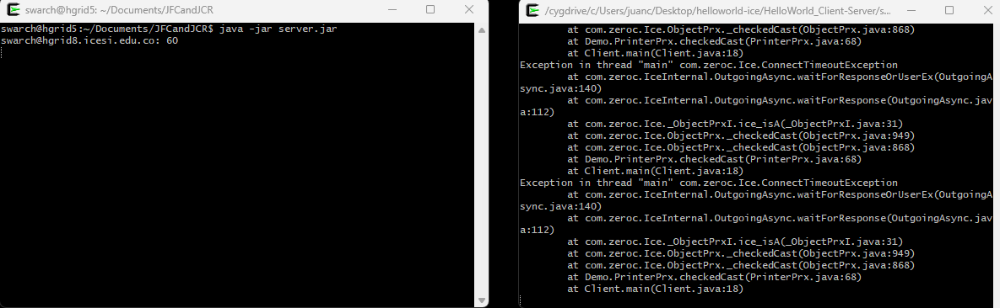 swarch@hgrid5: ~/Documents/JFCandJCR
swarch@hgrid5:~/Documents/JFCandJCR$ java -jar server.jar
swarch@hgrid8.icesi.edu.co: 60
/cygdrive/c/Users/juanc/Desktop/helloworld-ice/HelloWorld_Client-Server/s...
at com.zeroc.Ice.ObjectPrx._checkedCast(ObjectPrx.java:868)
at Demo.PrinterPrx.checkedCast(PrinterPrx.java:68)
at Client.main(Client.java:18)
Exception in thread "main" com.zeroc.Ice.ConnectTimeoutException
at com.zeroc.IceInternal.OutgoingAsync.waitForResponseOrUserEx(OutgoingA
sync.java:140)
at com.zeroc.IceInternal.OutgoingAsync.waitForResponse(OutgoingAsync.jav
a:112)
at com.zeroc.Ice._ObjectPrxI.ice_isA(_ObjectPrxI.java:31)
at com.zeroc.Ice.ObjectPrx._checkedCast(ObjectPrx.java:949)
at com.zeroc.Ice.ObjectPrx._checkedCast(ObjectPrx.java:868)
at Demo.PrinterPrx.checkedCast(PrinterPrx.java:68)
at Client.main(Client.java:18)
Exception in thread "main" com.zeroc.Ice.ConnectTimeoutException
at com.zeroc.IceInternal.OutgoingAsync.waitForResponseOrUserEx(OutgoingA
sync.java:140)
at com.zeroc.IceInternal.OutgoingAsync.waitForResponse(OutgoingAsync.jav
a:112)
at com.zeroc.Ice._ObjectPrxI.ice_isA(_ObjectPrxI.java:31)
at com.zeroc.Ice.ObjectPrx._checkedCast(ObjectPrx.java:949)
at com.zeroc.Ice.ObjectPrx._checkedCast(ObjectPrx.java:868)
at Demo.PrinterPrx.checkedCast(PrinterPrx.java:68)
at Client.main(Client.java:18)